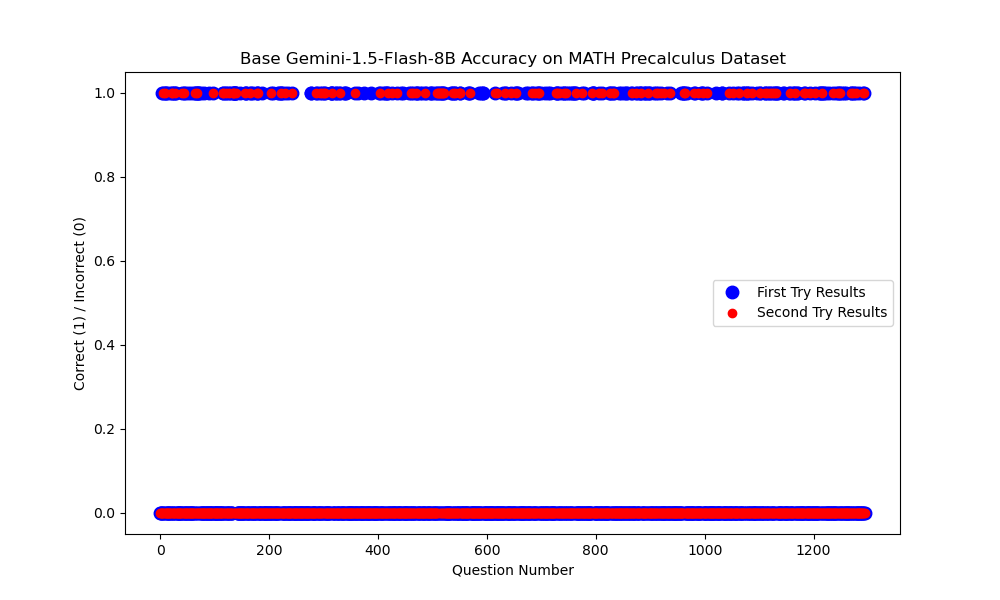 Base Gemini-1.5-Flash-8B Accuracy on MATH Precalculus Dataset
Correct (1) / Incorrect (0)
1.0
0.8
0.6
0.4
0.2
0.0
First Try Results
Second Try Results
0 200 400 600 800 1000 1200
Question Number